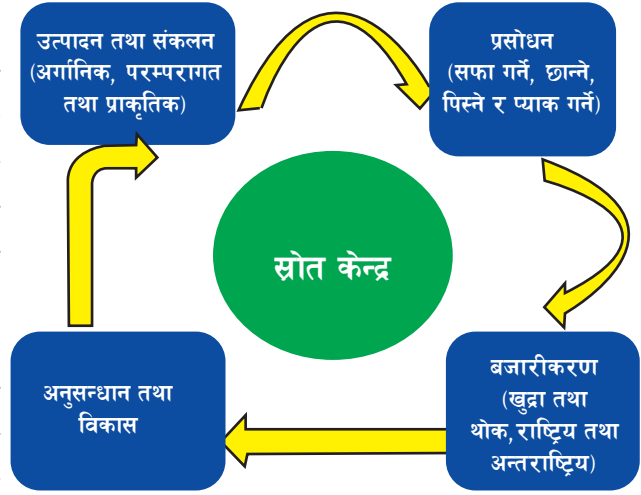 उत्पादन तथा संकलन
(अर्गानिक, परम्परागत
तथा प्राकृतिक)
प्रसोधन
(सफा गर्ने, छान्ने,
पिस्ने र प्याक गर्ने)
स्रोत केन्द्र
बजारीकरण
(खुद्रा तथा
थोक, राष्ट्रिय तथा
अन्तराष्ट्रिय)
अनुसन्धान तथा
विकास